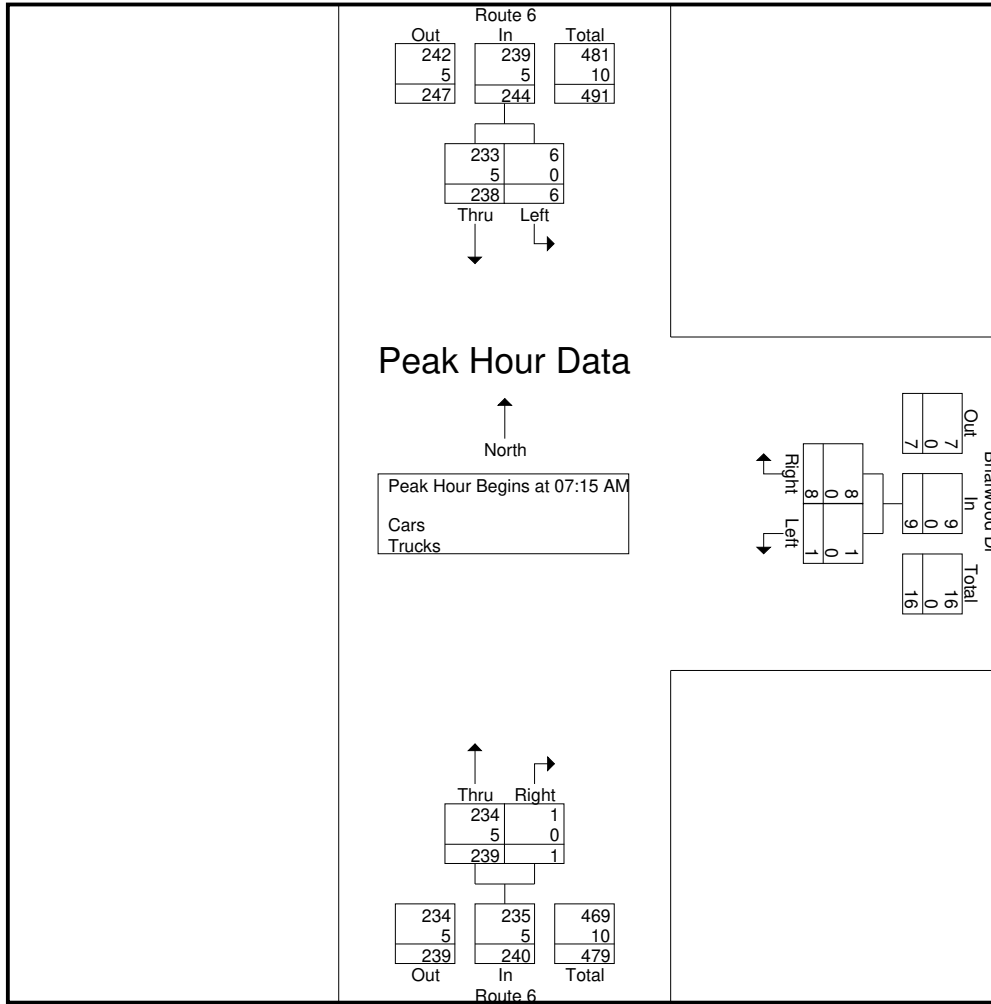 Route 6
Out In Total
242 239 481
5 5 10
247 244 491
233 6
5 0
238 6
Thru Left
Peak Hour Data
North
Peak Hour Begins at 07:15 AM
Cars
Trucks
Out
7
0
7
In
9
0
9
Total
16
0
16
Right
8
0
8
Left
1
0
1
Thru Right
234 1
5 0
239 1
234 235 469
5 5 10
239 240 479
Out In Total
Route 6